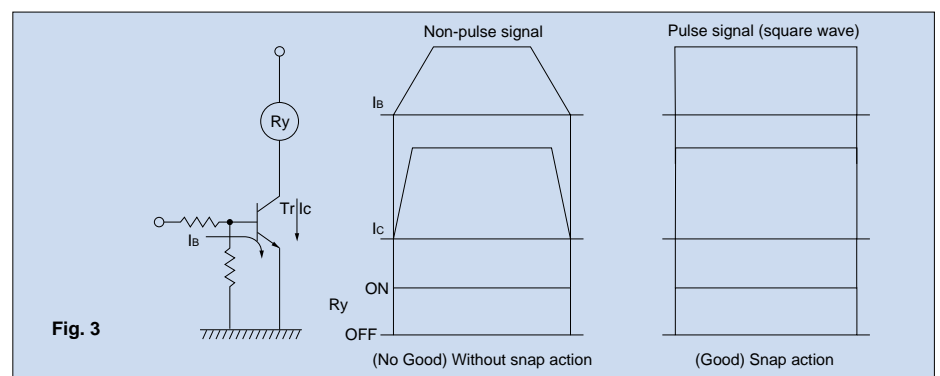 Non-pulse signal
Pulse signal (square wave)
IB
Ry
Tr
Ic
IB
IC
ON
Ry
OFF
Fig. 3
(No Good) Without snap action
(Good) Snap action